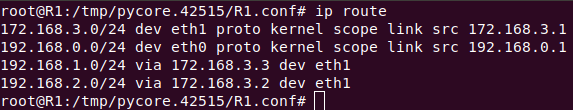 root@R1:/tmp/pycore.42515/R1.conf# ip route
172.168.3.0/24 dev eth1 proto kernel scope link src 172.168.3.1
192.168.0.0/24 dev eth0 proto kernel scope link src 192.168.0.1
192.168.1.0/24 via 172.168.3.3 dev eth1
192.168.2.0/24 via 172.168.3.2 dev eth1
root@R1:/tmp/pycore.42515/R1.conf#